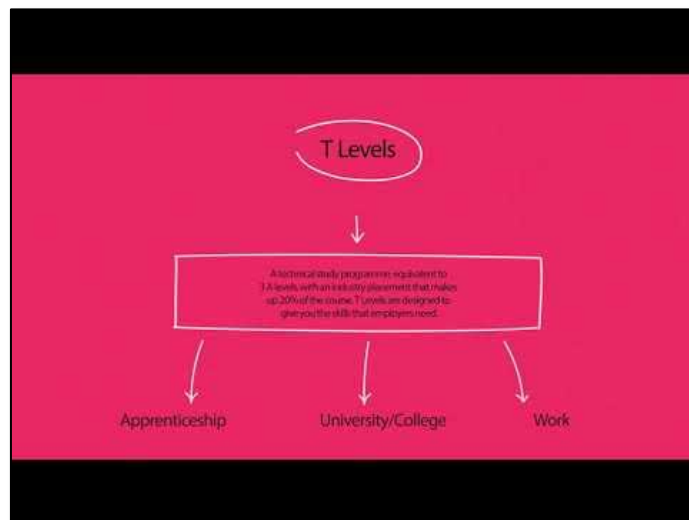 T Levels
A technical study programme, equivalent to
3 A levels, with an industry placement that makes
up 20% of the course. T Levels are designed to
give you the skills that employers need.
Apprenticeship
University/College
Work